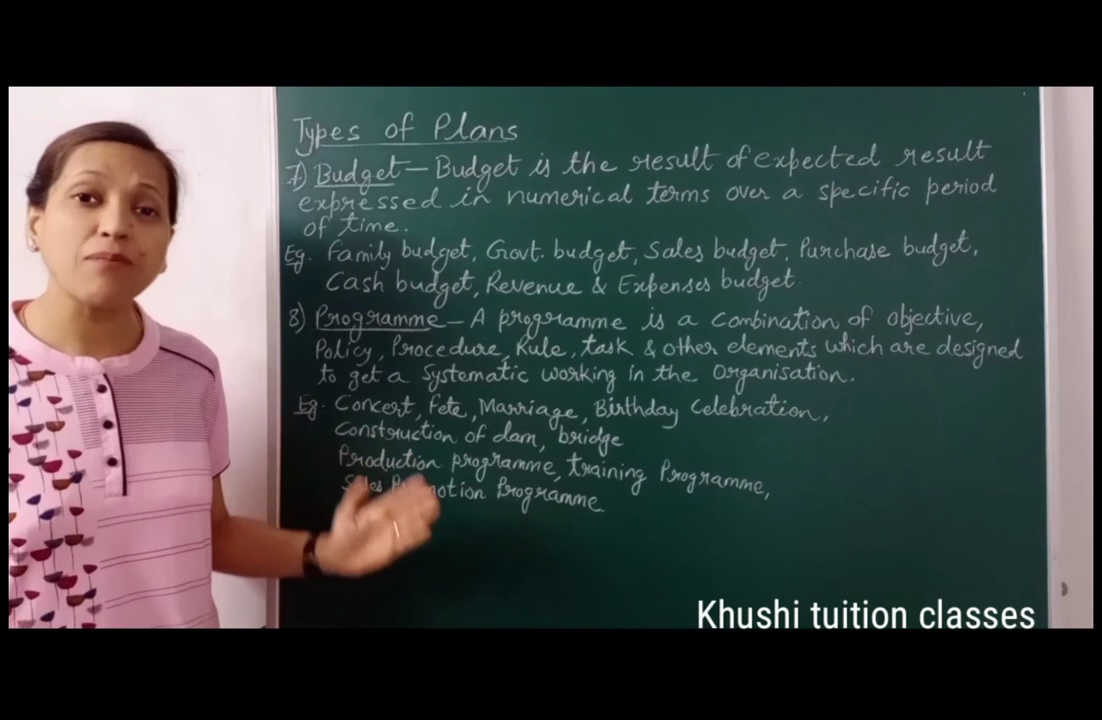 Types of Plans
7) Budget – Budget is the result of expected result
expressed in numerical terms over a specific period
of time.
Eg. Family budget, Govt. budget, Sales budget, Purchase budget,
Cash budget, Revenue & Expenses budget.
8) Programme – A programme is a combination of objective,
Policy, Procedure, Rule, task & other elements which are designed
to get a Systematic working in the Organisation.
Eg. Concert, Fete, Marriage, Birthday Celebration,
Construction of dam, bridge
Production programme, training Programme,
Programme.
Khushi tuition classes